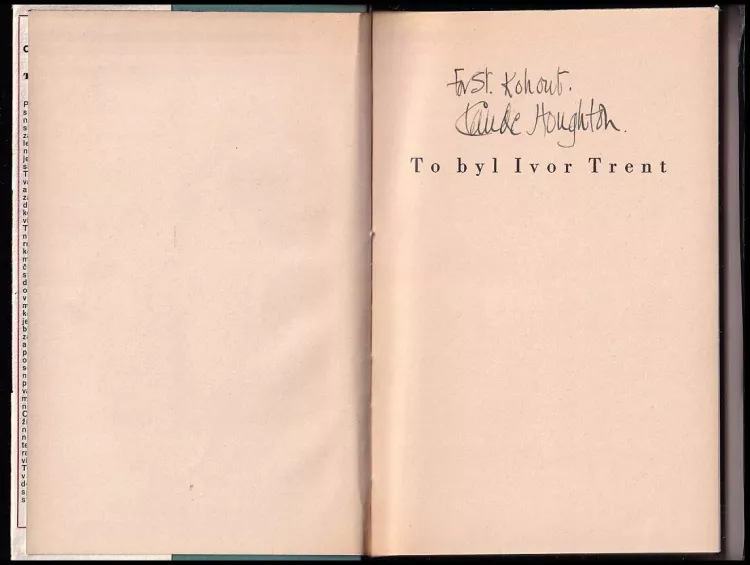 For St. Kohout.
Claude Houghton.
To byl Ivor Trent